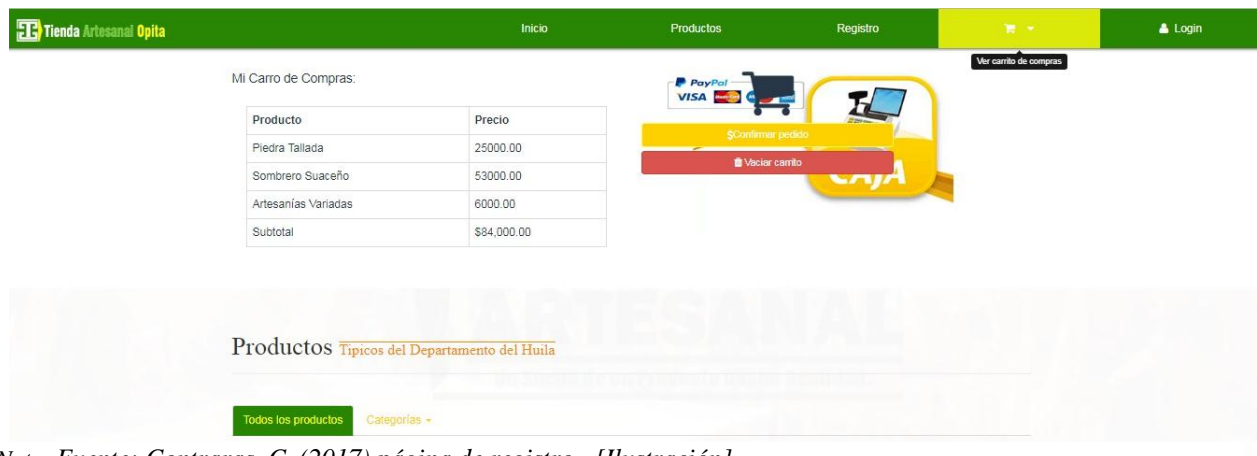 Tienda Artesanal Opita
Inicio
Productos
Registro
Login
Ver carrito de compras
Mi Carro de Compras:
Producto Precio
Piedra Tallada 25000.00
Sombrero Suaceño 53000.00
Artesanías Variadas 6000.00
Subtotal $84,000.00
PayPal
VISA
$Confirmar pedido
Vaciar carrito
CAJA
ARTESANAL
Productos Tipicos del Departamento del Huila
Todos los productos
Categorías
Fuente: Contreras, C. (2017) página de registro. [Ilustración]